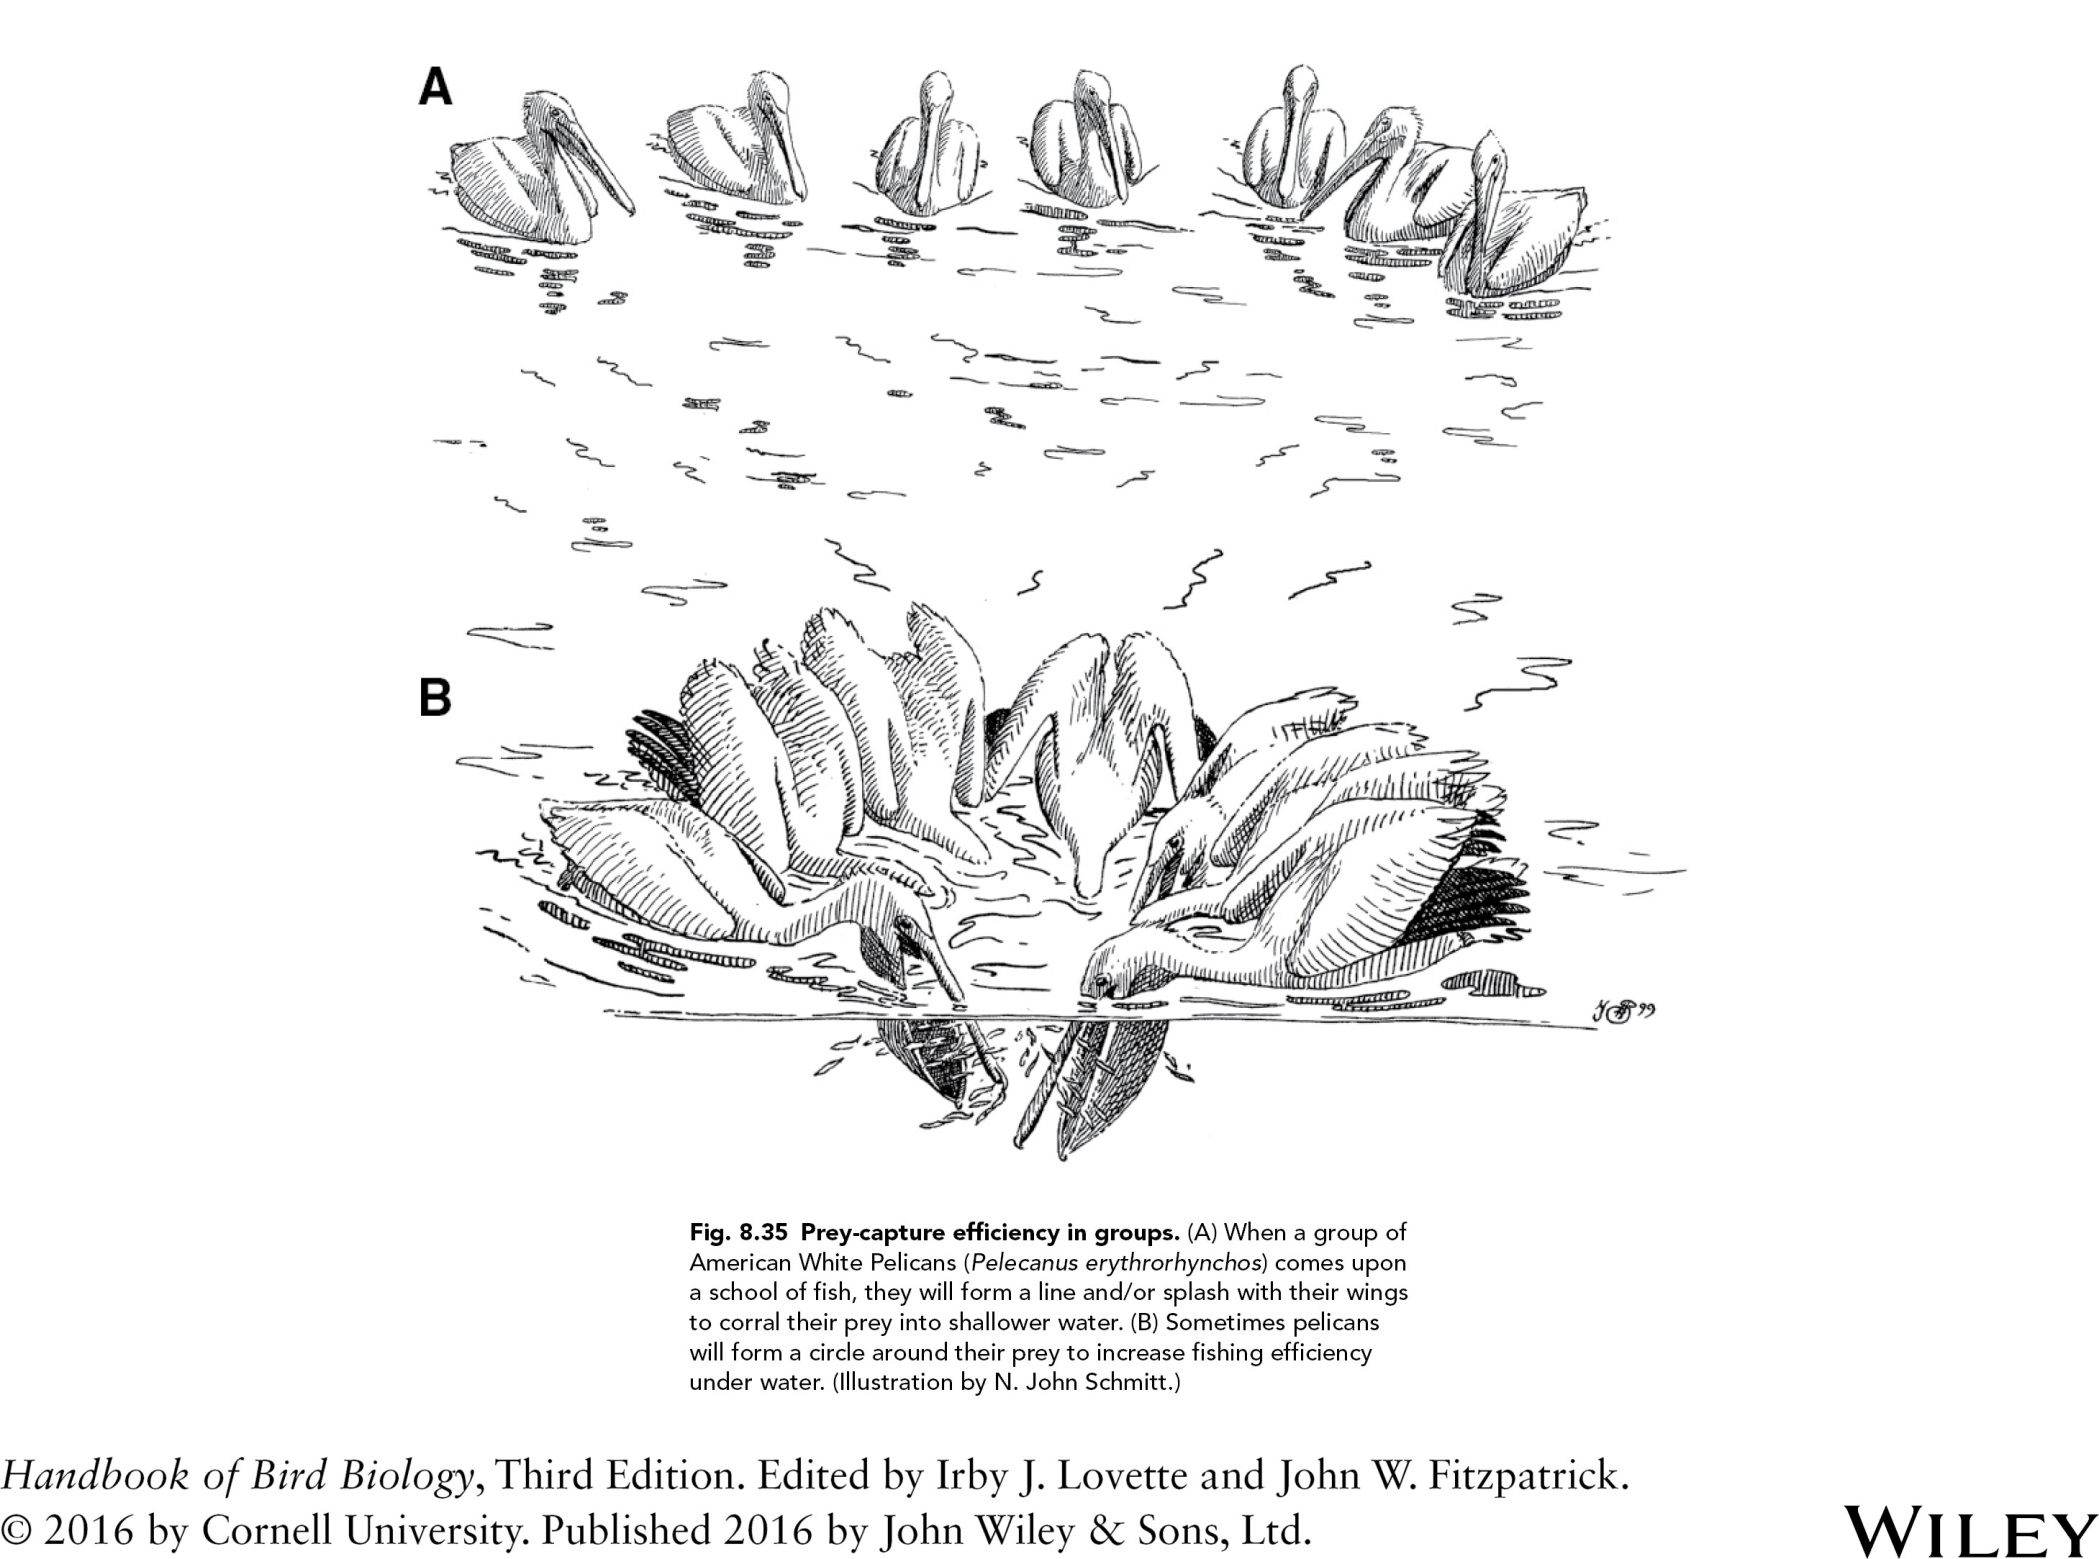 A
B
99
Fig. 8.35 Prey-capture efficiency in groups. (A) When a group of
American White Pelicans (Pelecanus erythrorhynchos) comes upon
a school of fish, they will form a line and/or splash with their wings
to corral their prey into shallower water. (B) Sometimes pelicans
will form a circle around their prey to increase fishing efficiency
under water. (Illustration by N. John Schmitt.)
Handbook of Bird Biology, Third Edition. Edited by Irby J. Lovette and John W. Fitzpatrick.
© 2016 by Cornell University. Published 2016 by John Wiley & Sons, Ltd.
WILEY